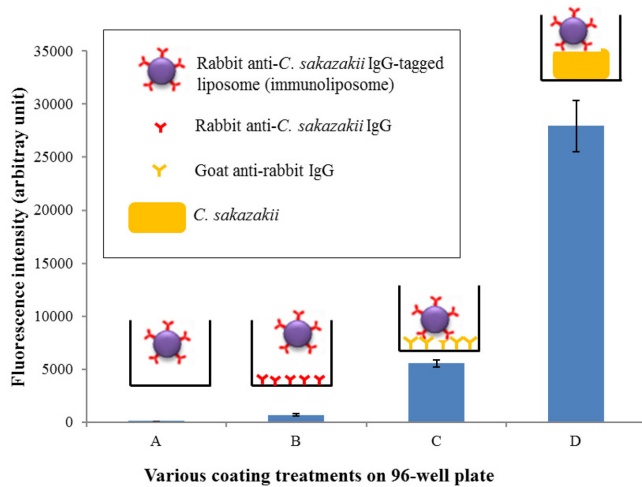 35000
30000
25000
20000
15000
10000
5000
0
Fluorescence intensity (arbitray unit)
Rabbit anti-C. sakazakii IgG-tagged
liposome (immunoliposome)
Rabbit anti-C. sakazakii IgG
Goat anti-rabbit IgG
C. sakazakii
A B C D
Various coating treatments on 96-well plate